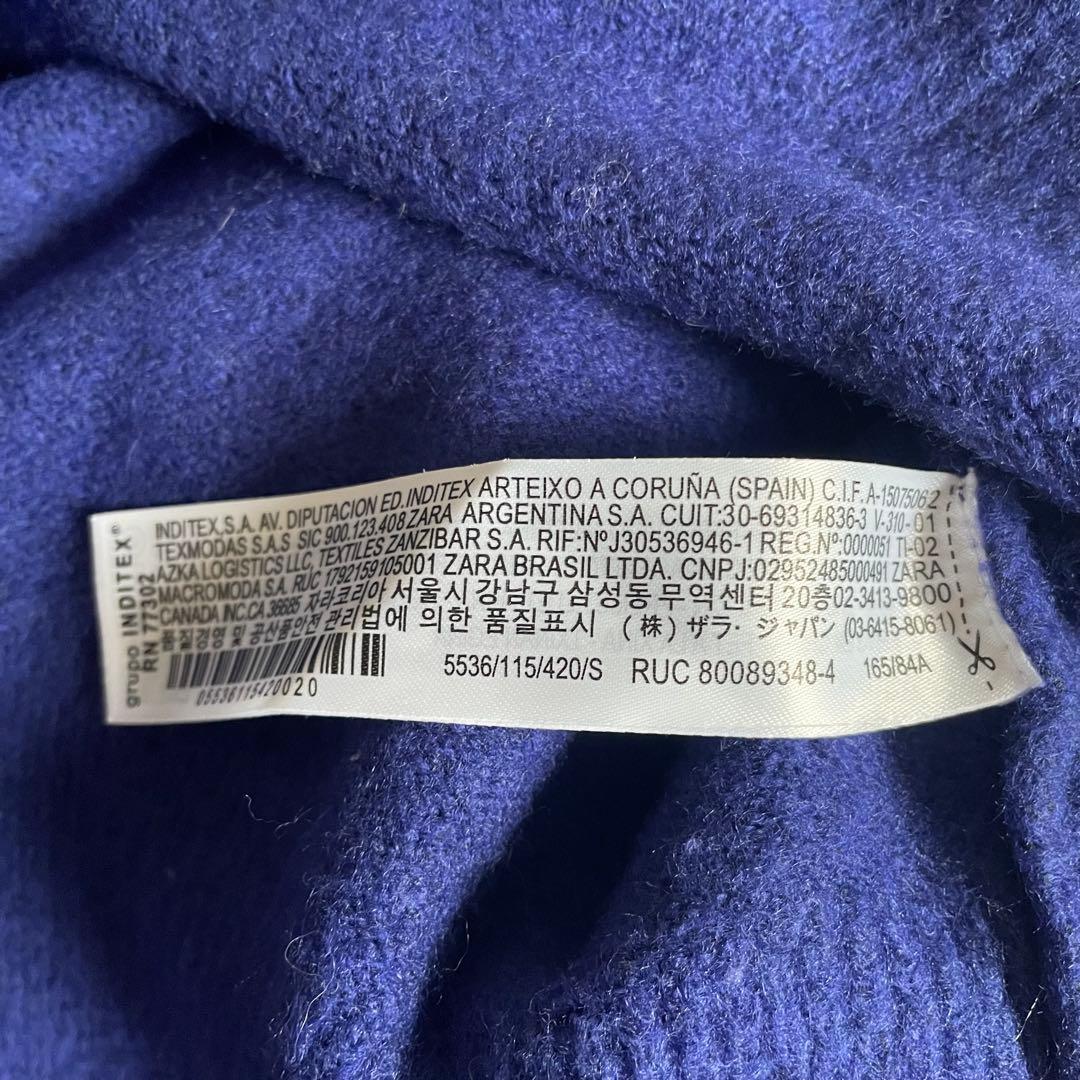 grupo INDITEX®
RN 77302
INDITEX,S.A. AV. DIPUTACION ED.INDITEX ARTEIXO A CORUÑA (SPAIN) C.I.F. A-15075062
TEXMODAS S.A.S SIC 900.123.408 ZARA ARGENTINA S.A. CUIT:30-69314836-3 V-310-01
AZKA LOGISTICS LLC, TEXTILES ZANZIBAR S.A. RIF:NºJ30536946-1 REG.Nº:0000051 TI-02
MACROMODA S.A. RUC 1792159105001 ZARA BRASIL LTDA. CNPJ:02952485000491 ZARA
CANADA INC.CA 36685 자라코리아 서울시 강남구 삼성동 무역센터 20층 02-3413-9800
품질경영 및 공산품안전 관리법에 의한 품질표시 (株) ザラ・ジャパン (03-6415-8061)
05536115420020
5536/115/420/S RUC 80089348-4 165/84A